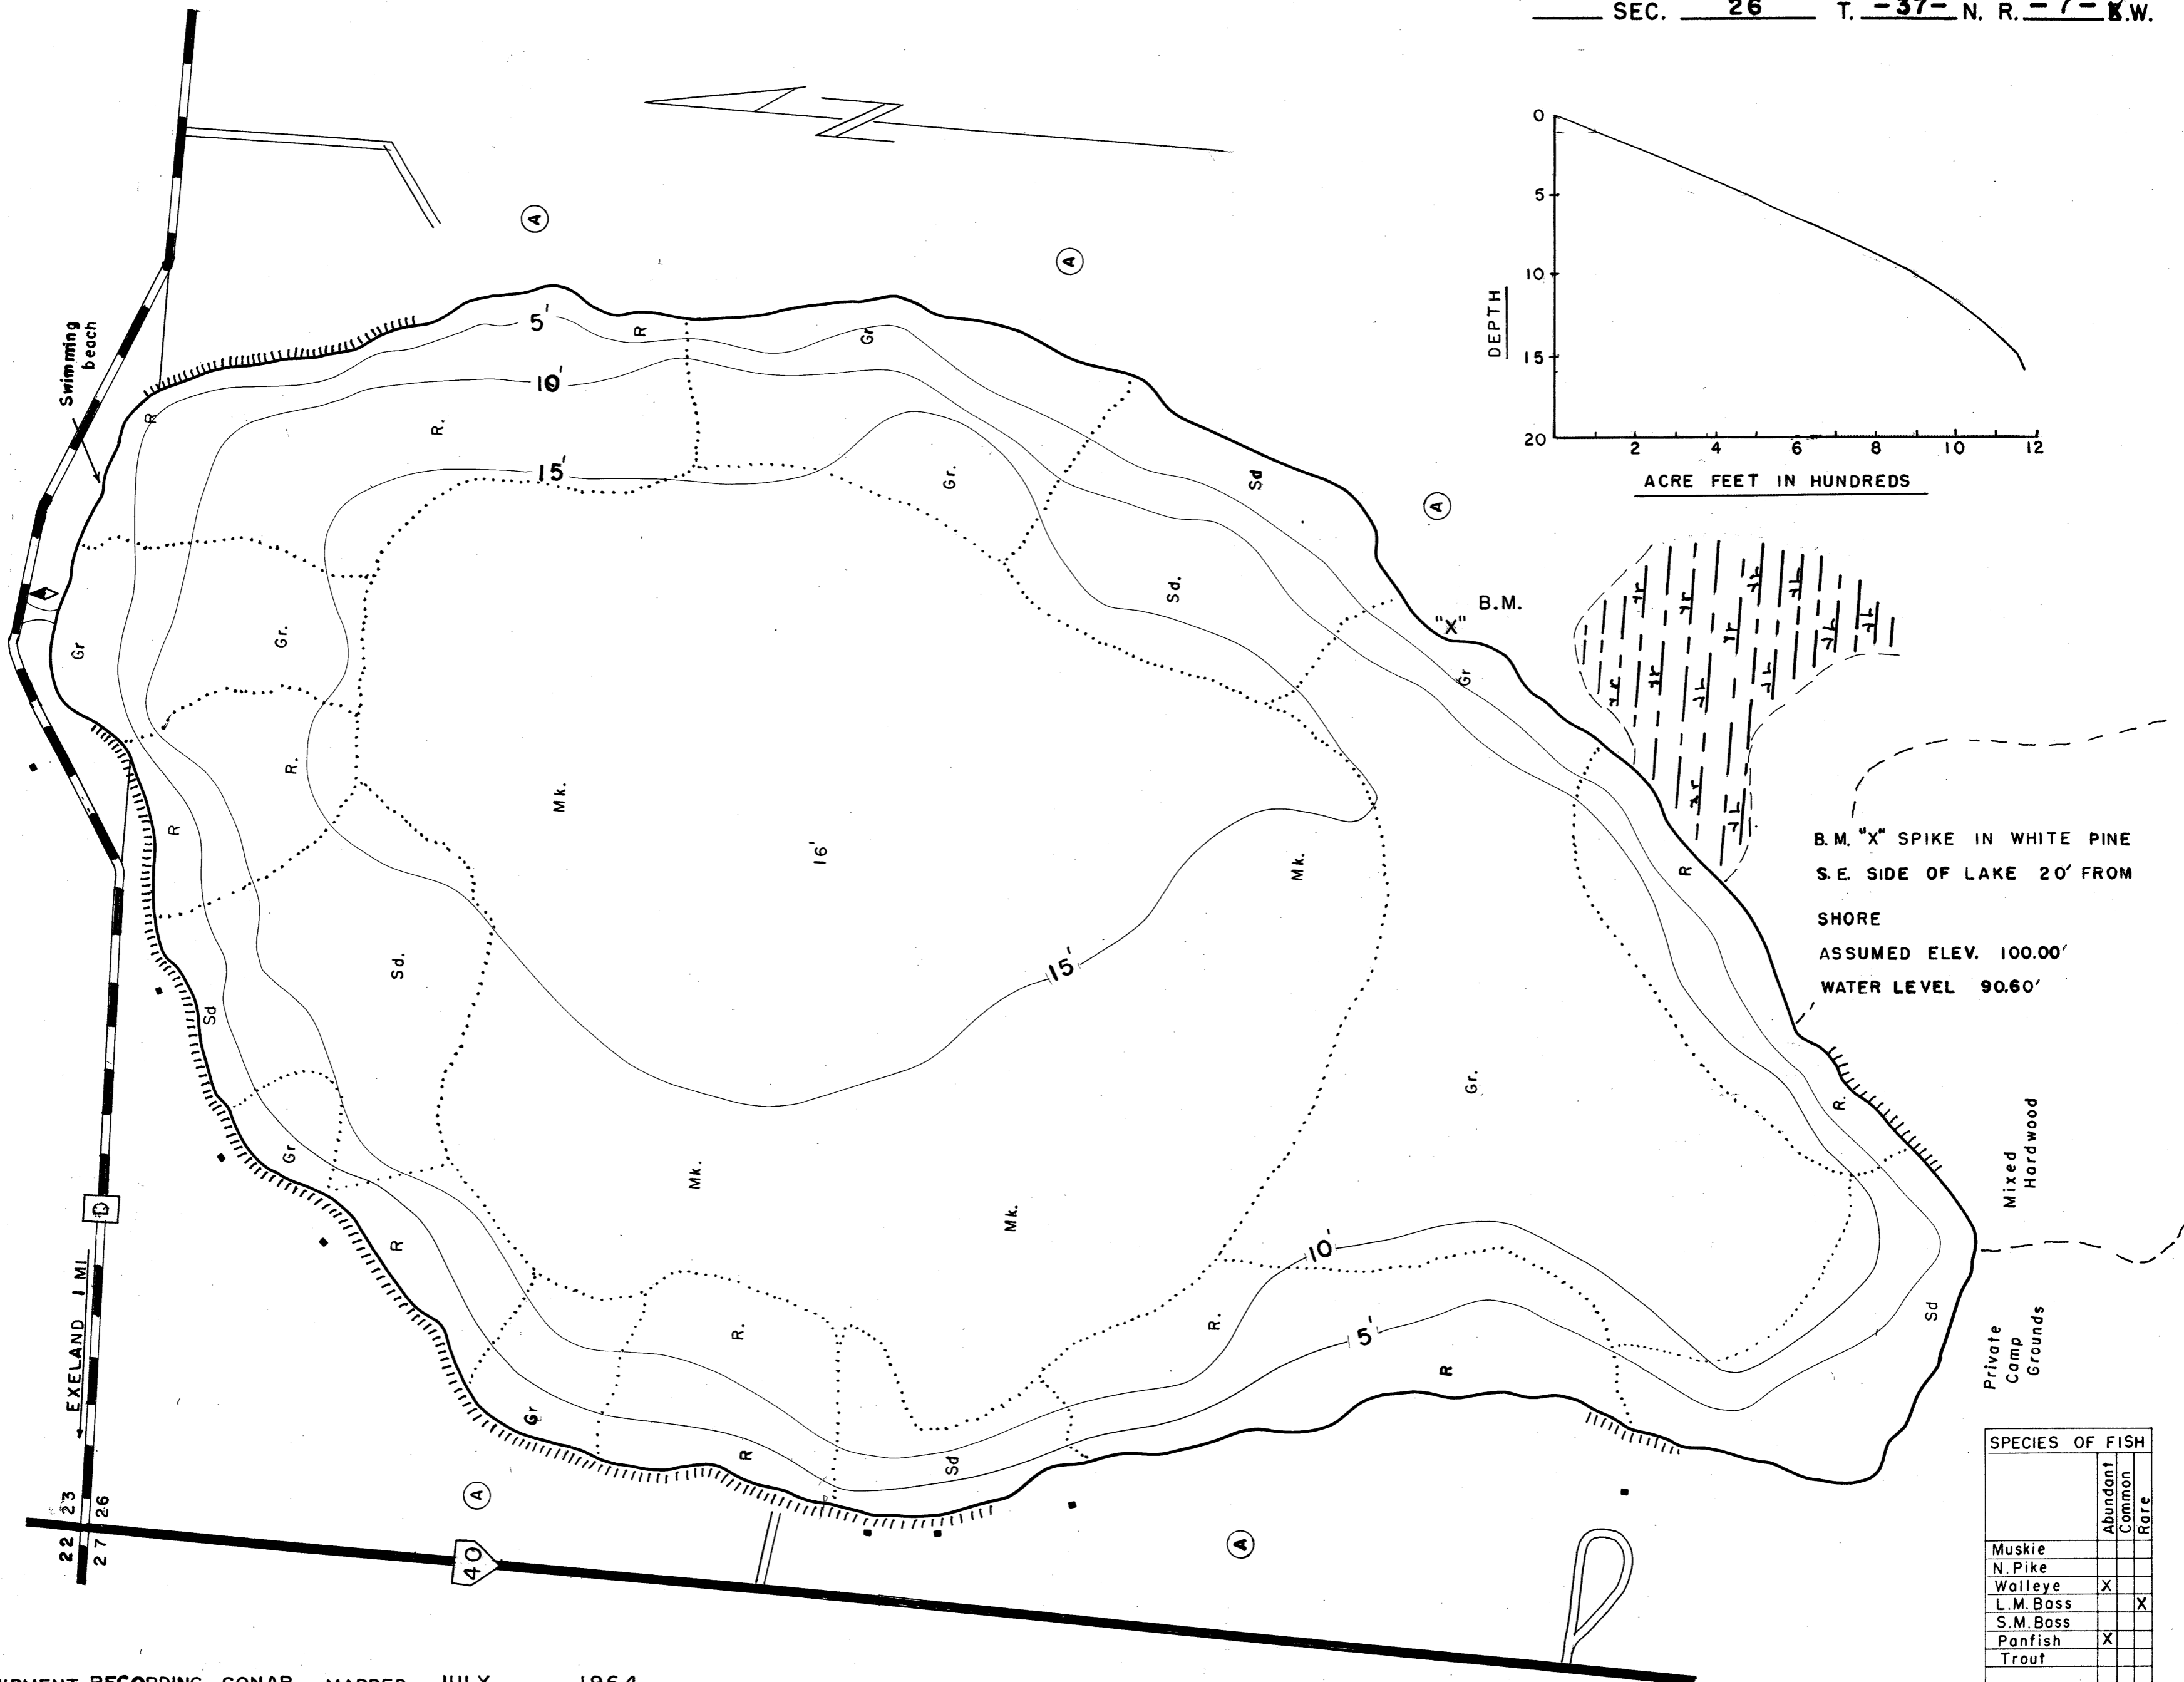 SEC. 26 T. -37- N. R. -7- W.
Swimming
beach
DEPTH
0
5
10
15
20
2 4 6 8 10 12
ACRE FEET IN HUNDREDS
N
A
A
A
5'
R
Gr
10'
R
R.
15'
Gr.
Sd
Sd.
"X" B.M.
Gr
Gr
Gr.
R.
R
Mk.
16'
Mk.
R
B.M. "X" SPIKE IN WHITE PINE
S.E. SIDE OF LAKE 20' FROM
SHORE
ASSUMED ELEV. 100.00'
WATER LEVEL 90.60'
Sd.
Sd
15'
Gr.
R.
Gr
Mk.
Mk.
R
D
EXELAND 1 MI
10'
5'
R.
R.
R
Sd
Gr
R
Sd
Mixed
Hardwood
Private
Camp
Grounds
A
A
22 23
27 26
40
SPECIES OF FISH
Abundant
Common
Rare
Muskie
N. Pike
Walleye X
L.M. Bass X
S.M. Bass
Panfish X
Trout
RECORDING SONAR MAPPED JULY 1964